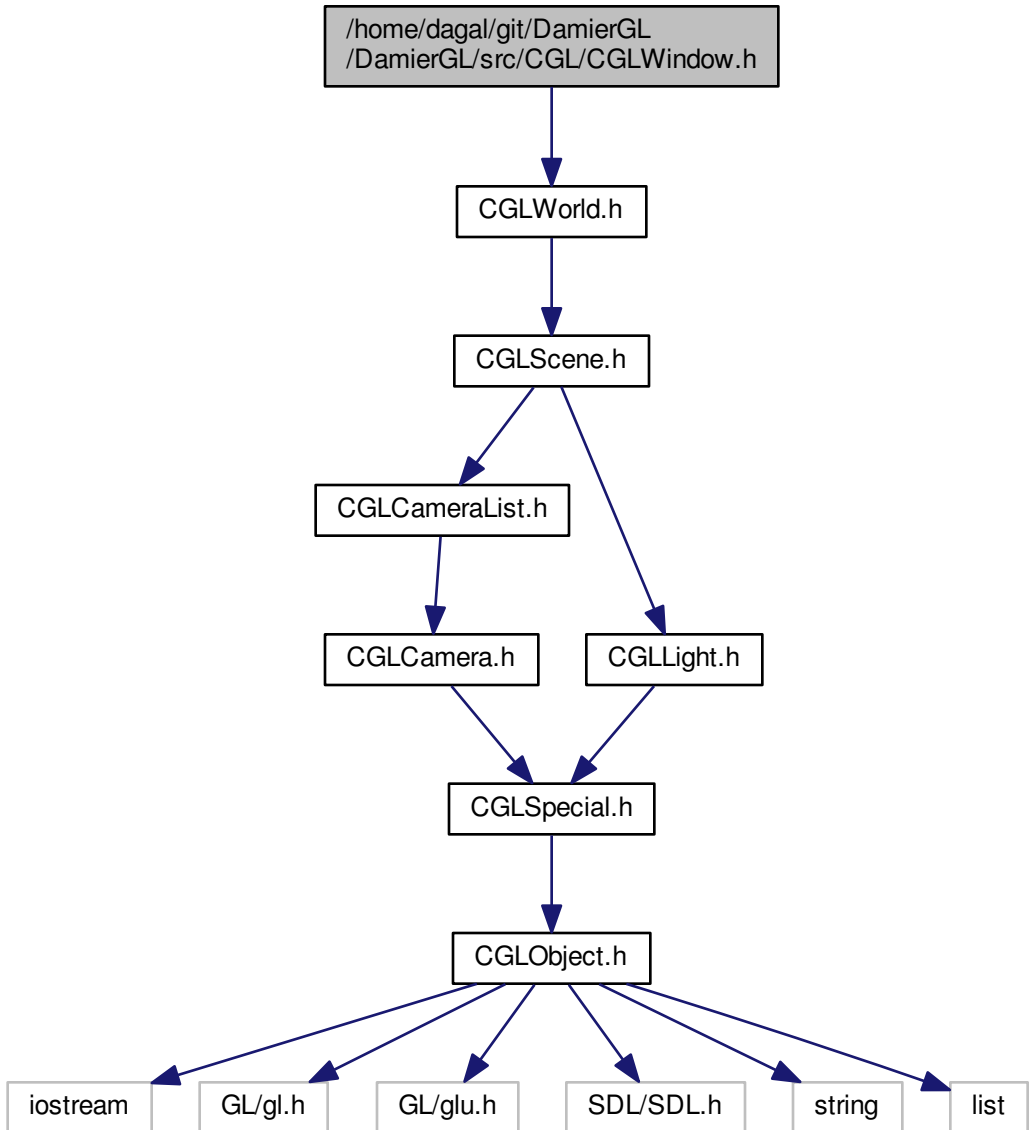 /home/dagal/git/DamierGL
/DamierGL/src/CGL/CGLWindow.h
CGLWorld.h
CGLScene.h
CGLCameraList.h
CGLCamera.h
CGLLight.h
CGLSpecial.h
CGLObject.h
iostream
GL/gl.h
GL/glu.h
SDL/SDL.h
string
list